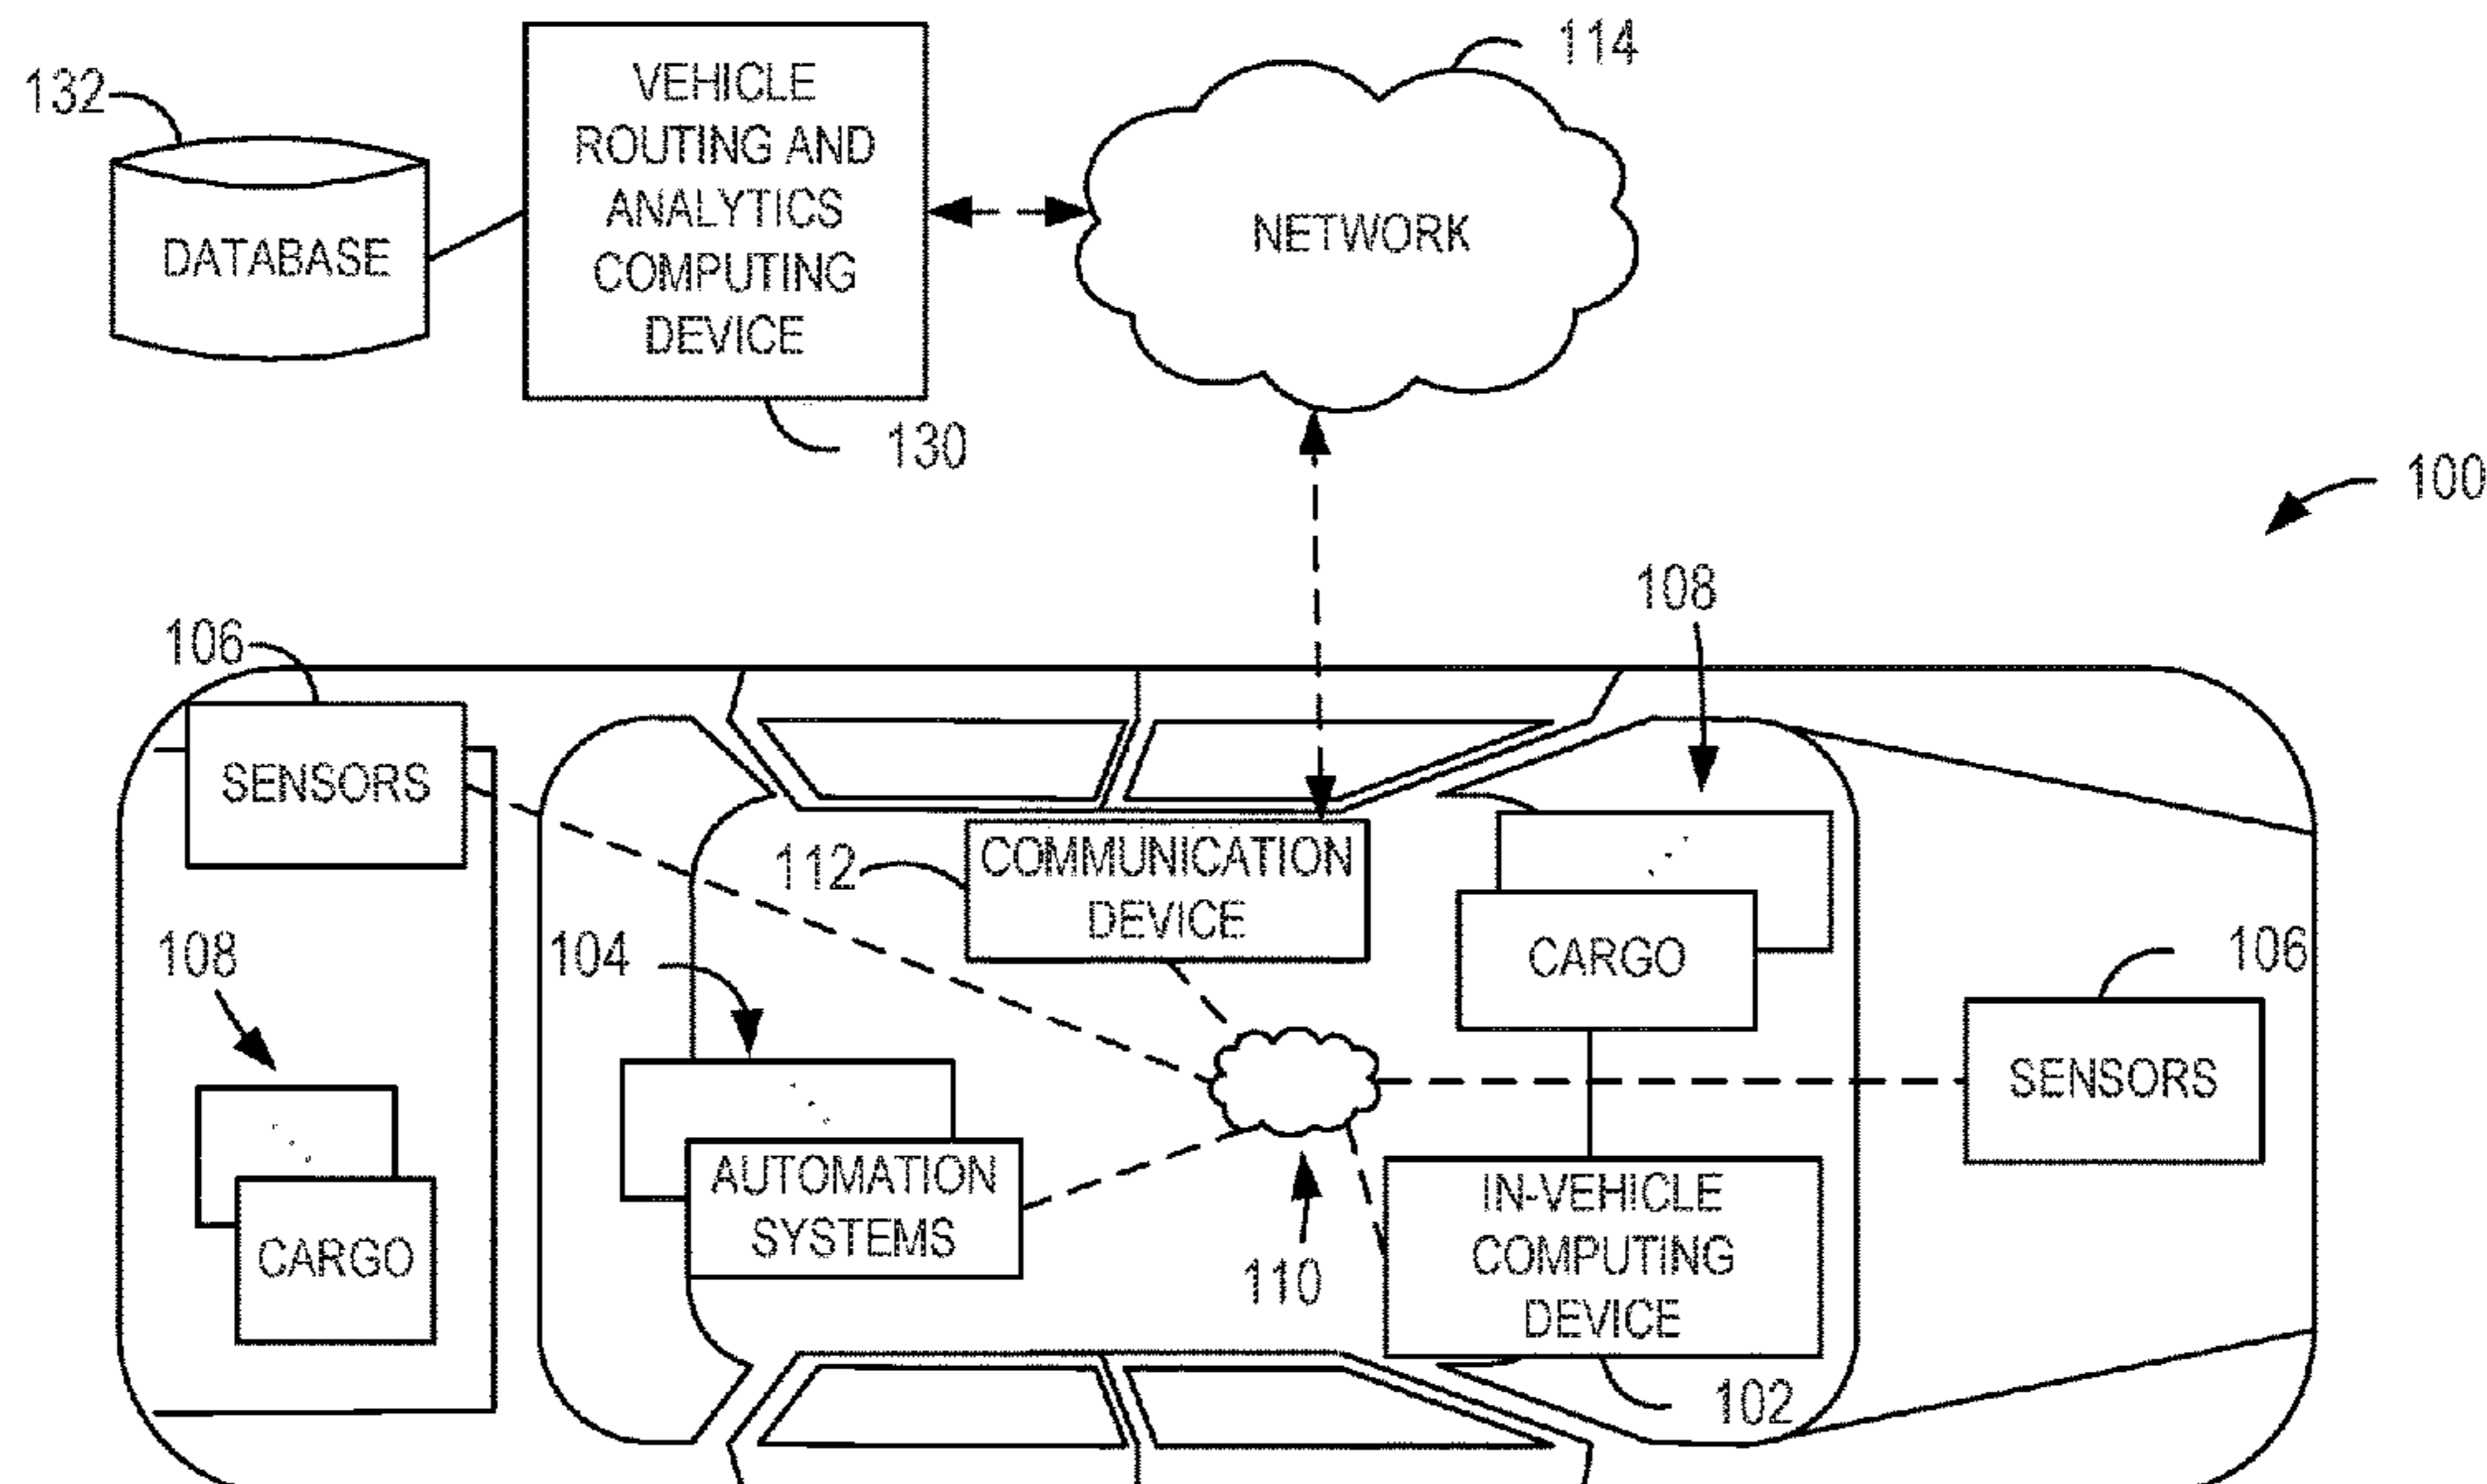 114
132
VEHICLE
ROUTING AND
ANALYTICS
COMPUTING
DEVICE
DATABASE
NETWORK
130
100
108
106
SENSORS
COMMUNICATION
DEVICE
112
108
104
CARGO
106
SENSORS
AUTOMATION
SYSTEMS
IN-VEHICLE
COMPUTING
DEVICE
CARGO
110
102